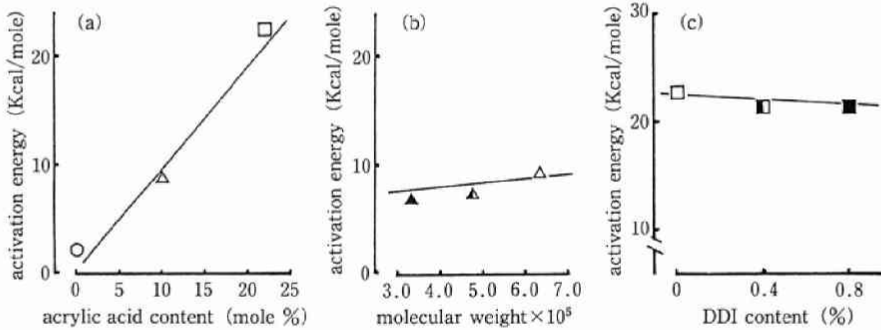 (a)
activation energy (Kcal/mole)
20
10
0
0 5 10 15 20 25
acrylic acid content (mole %)
(b)
activation energy (Kcal/mole)
20
10
0
3.0 4.0 5.0 6.0 7.0
molecular weight×10⁵
(c)
activation energy (Kcal/mole)
30
20
10
0 0.4 0.8
DDI content (%)